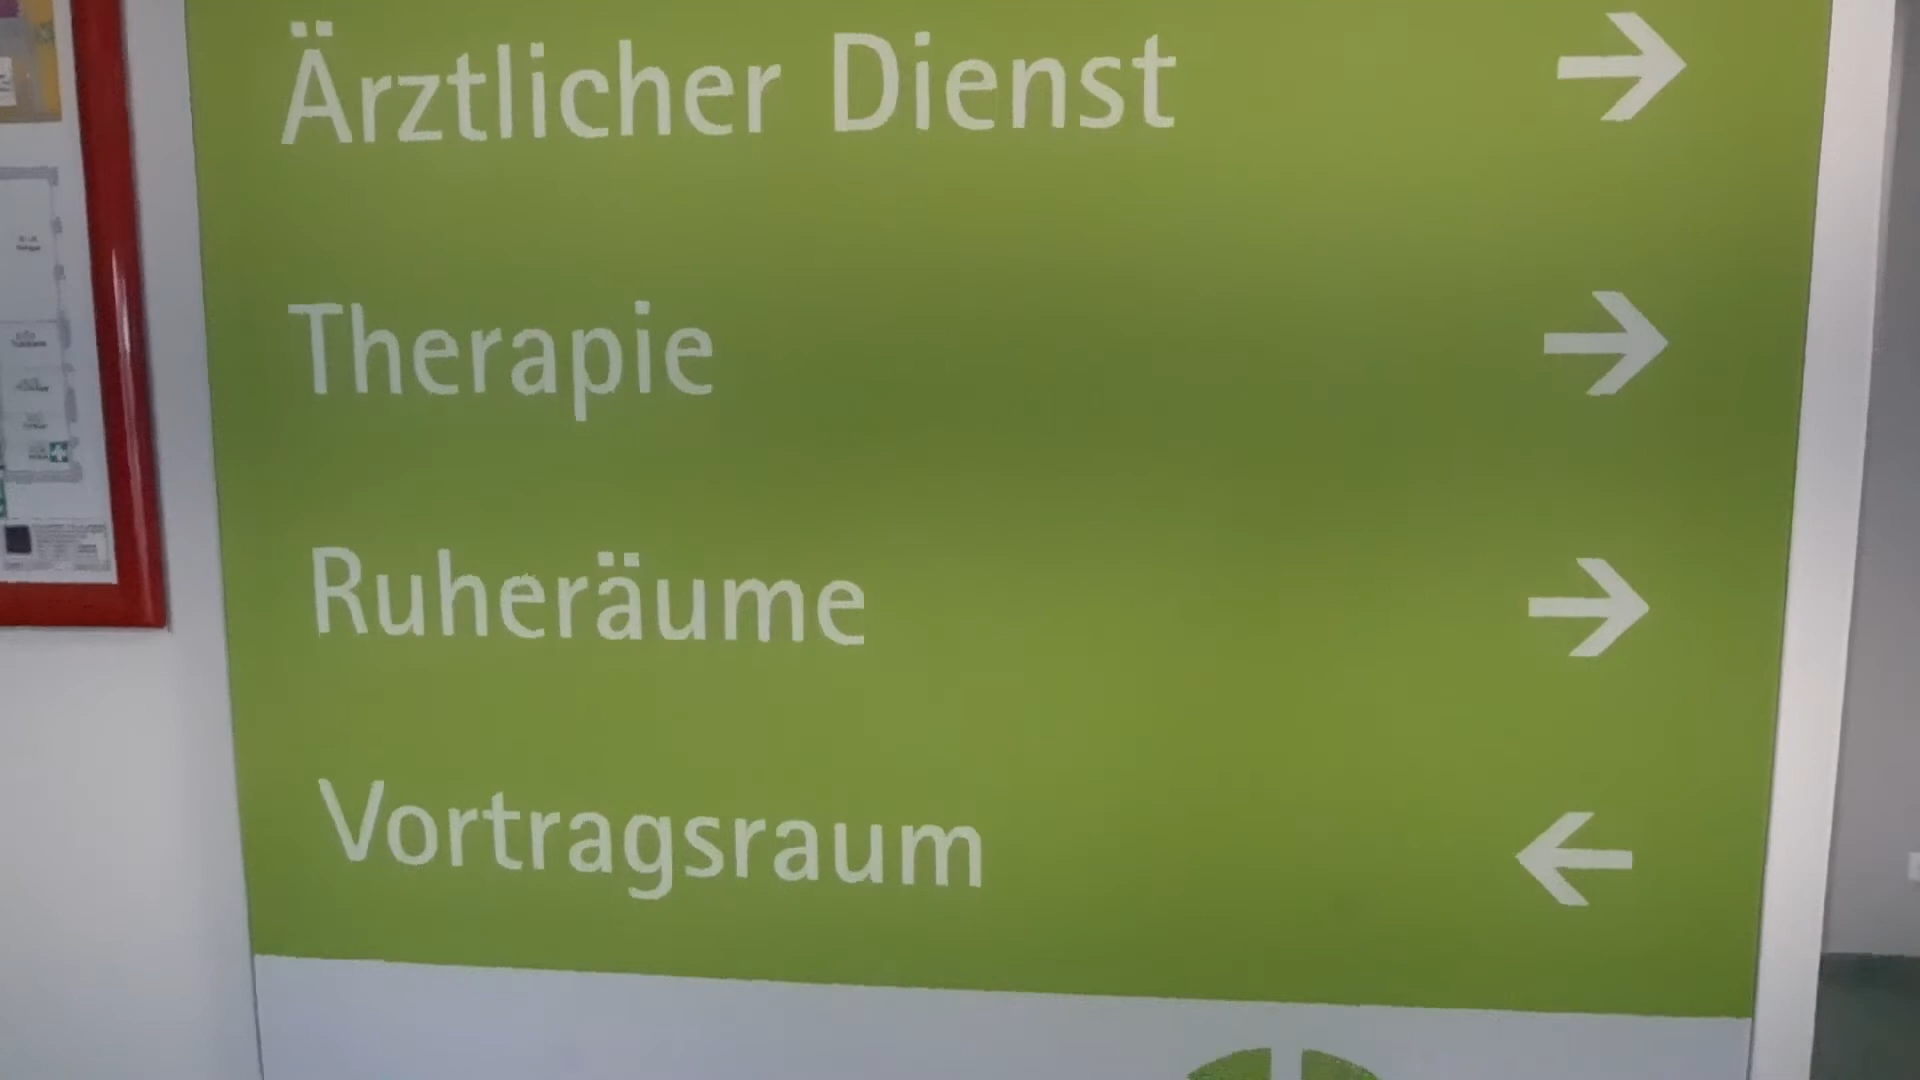 Ärztlicher Dienst →
Therapie →
Ruheräume →
Vortragsraum ←